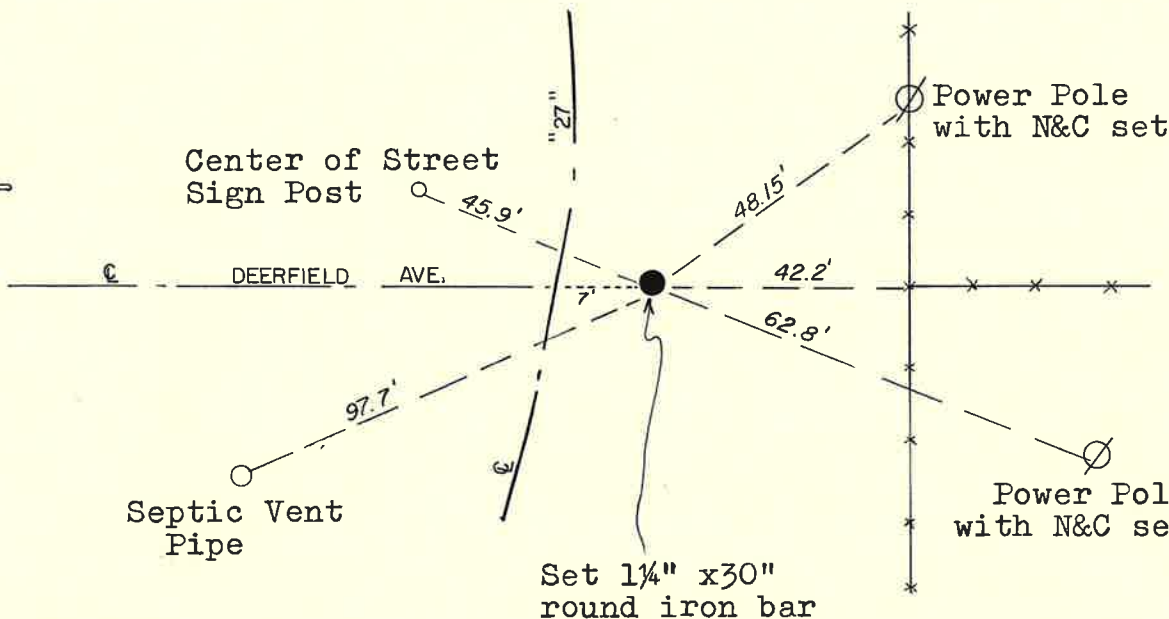 Power Pole
with N&C set
"27"
Center of Street
Sign Post
45.9'
48.15'
℄ DEERFIELD AVE.
7'
42.2'
62.8'
97.7'
℄
Septic Vent
Pipe
Power Pol
with N&C se
Set 1¼" x30"
round iron bar